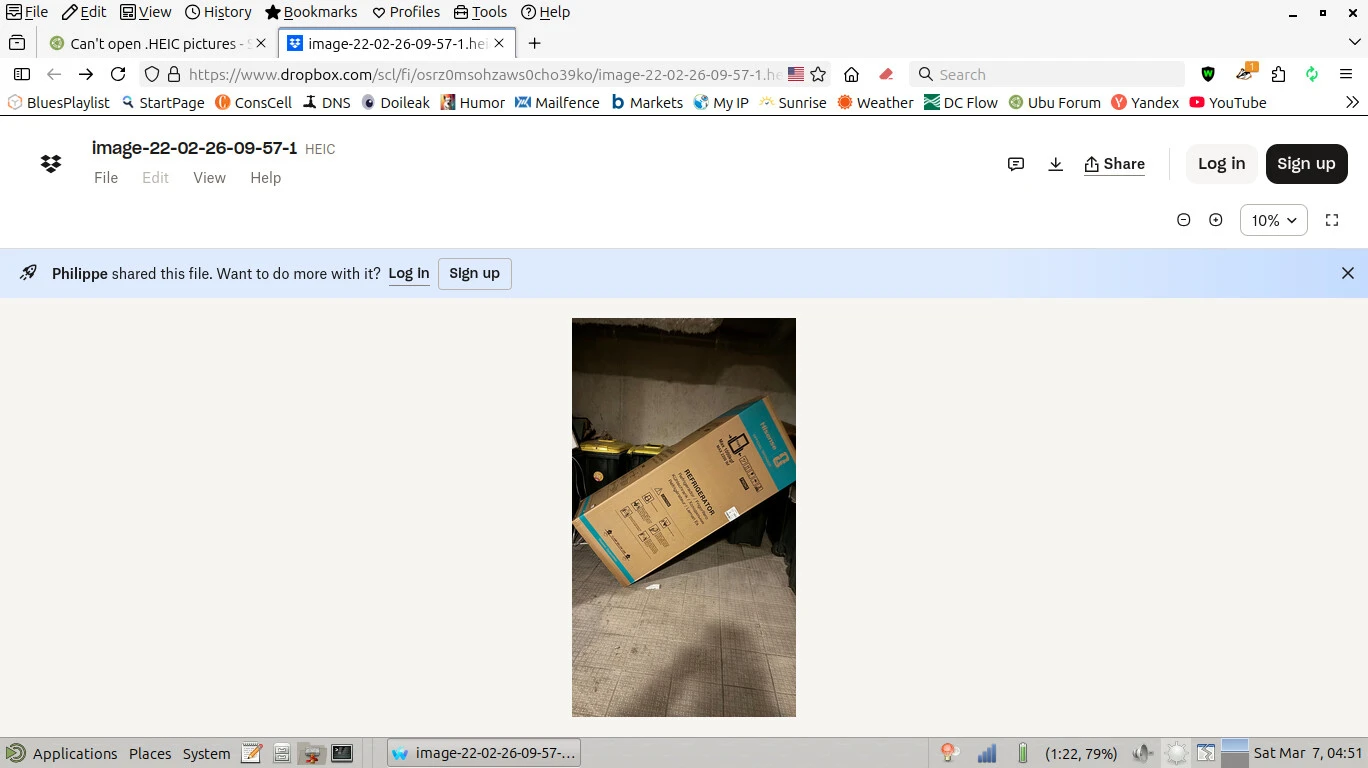 File Edit View History Bookmarks Profiles Tools Help
Can't open .HEIC pictures -
image-22-02-26-09-57-1.hei
https://www.dropbox.com/scl/fi/osrz0msohzaws0cho39ko/image-22-02-26-09-57-1.he
Search
1
BluesPlaylist StartPage ConsCell DNS Doileak Humor Mailfence Markets My IP Sunrise Weather DC Flow Ubu Forum Yandex YouTube
image-22-02-26-09-57-1 HEIC
File Edit View Help
Share
Log in
Sign up
10%
Philippe shared this file. Want to do more with it? Log in Sign up
Hisense
REFRIGERATOR
Applications Places System
image-22-02-26-09-57-...
(1:22, 79%)
Sat Mar 7, 04:51